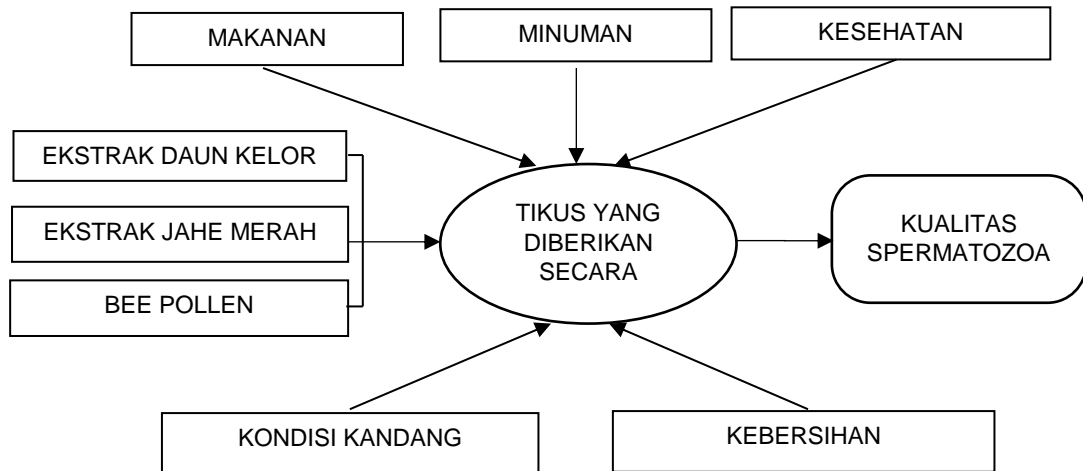 MAKANAN
MINUMAN
KESEHATAN
EKSTRAK DAUN KELOR
EKSTRAK JAHE MERAH
BEE POLLEN
TIKUS YANG
DIBERIKAN
SECARA
KUALITAS
SPERMATOZOA
KONDISI KANDANG
KEBERSIHAN